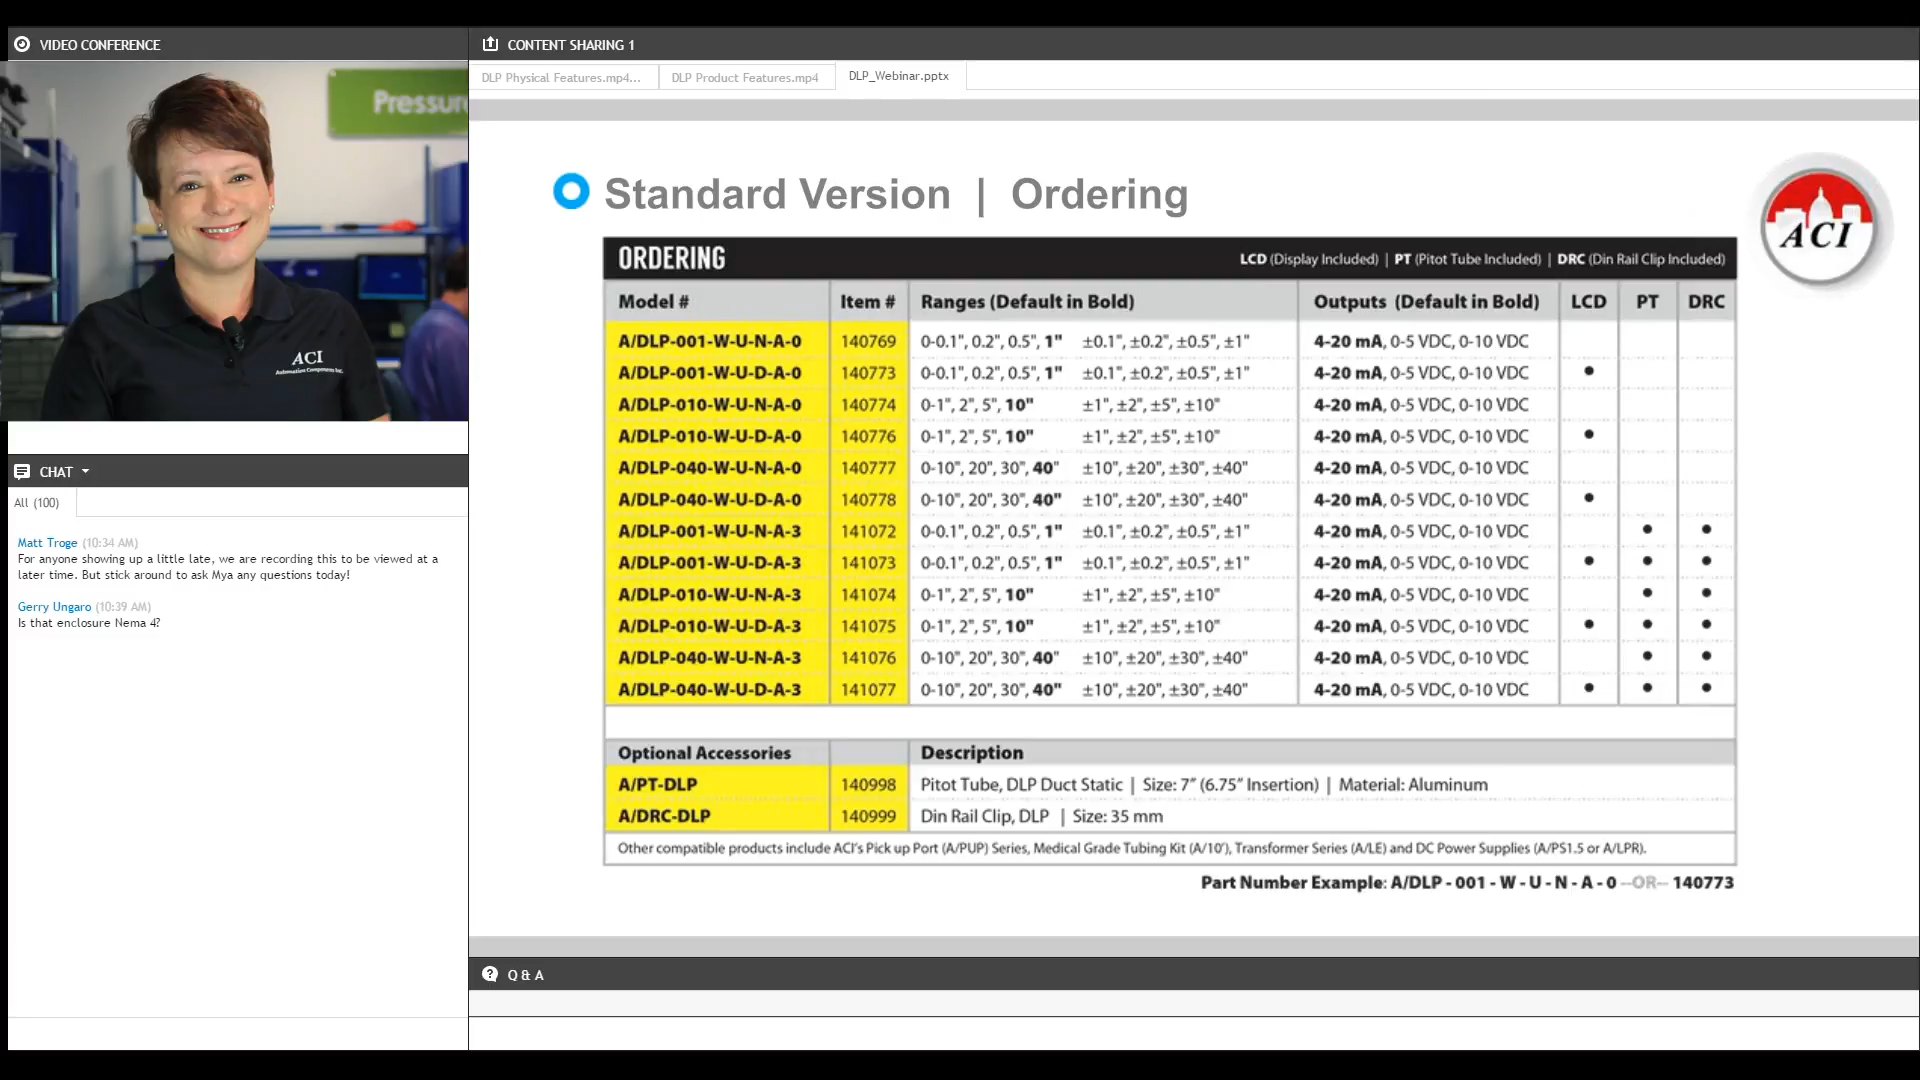 VIDEO CONFERENCE
Pressur
ACI
Automation Components Inc.
CHAT
All (100)
Matt Troge (10:34 AM)
For anyone showing up a little late, we are recording this to be viewed at a
later time. But stick around to ask Mya any questions today!
Gerry Ungaro (10:39 AM)
Is that enclosure Nema 4?
CONTENT SHARING 1
DLP Physical Features.mp4... DLP Product Features.mp4 DLP_Webinar.pptx
Standard Version | Ordering
ACI
ORDERING LCD (Display Included) | PT (Pitot Tube Included) | DRC (Din Rail Clip Included)
Model # Item # Ranges (Default in Bold) Outputs (Default in Bold) LCD PT DRC
A/DLP-001-W-U-N-A-0 140769 0-0.1", 0.2", 0.5", 1" ±0.1", ±0.2", ±0.5", ±1" 4-20 mA, 0-5 VDC, 0-10 VDC
A/DLP-001-W-U-D-A-0 140773 0-0.1", 0.2", 0.5", 1" ±0.1", ±0.2", ±0.5", ±1" 4-20 mA, 0-5 VDC, 0-10 VDC •
A/DLP-010-W-U-N-A-0 140774 0-1", 2", 5", 10" ±1", ±2", ±5", ±10" 4-20 mA, 0-5 VDC, 0-10 VDC
A/DLP-010-W-U-D-A-0 140776 0-1", 2", 5", 10" ±1", ±2", ±5", ±10" 4-20 mA, 0-5 VDC, 0-10 VDC •
A/DLP-040-W-U-N-A-0 140777 0-10", 20", 30", 40" ±10", ±20", ±30", ±40" 4-20 mA, 0-5 VDC, 0-10 VDC
A/DLP-040-W-U-D-A-0 140778 0-10", 20", 30", 40" ±10", ±20", ±30", ±40" 4-20 mA, 0-5 VDC, 0-10 VDC •
A/DLP-001-W-U-N-A-3 141072 0-0.1", 0.2", 0.5", 1" ±0.1", ±0.2", ±0.5", ±1" 4-20 mA, 0-5 VDC, 0-10 VDC • •
A/DLP-001-W-U-D-A-3 141073 0-0.1", 0.2", 0.5", 1" ±0.1", ±0.2", ±0.5", ±1" 4-20 mA, 0-5 VDC, 0-10 VDC • • •
A/DLP-010-W-U-N-A-3 141074 0-1", 2", 5", 10" ±1", ±2", ±5", ±10" 4-20 mA, 0-5 VDC, 0-10 VDC • •
A/DLP-010-W-U-D-A-3 141075 0-1", 2", 5", 10" ±1", ±2", ±5", ±10" 4-20 mA, 0-5 VDC, 0-10 VDC • • •
A/DLP-040-W-U-N-A-3 141076 0-10", 20", 30", 40" ±10", ±20", ±30", ±40" 4-20 mA, 0-5 VDC, 0-10 VDC • •
A/DLP-040-W-U-D-A-3 141077 0-10", 20", 30", 40" ±10", ±20", ±30", ±40" 4-20 mA, 0-5 VDC, 0-10 VDC • • •
Optional Accessories Description
A/PT-DLP 140998 Pitot Tube, DLP Duct Static | Size: 7” (6.75” Insertion) | Material: Aluminum
A/DRC-DLP 140999 Din Rail Clip, DLP | Size: 35 mm
Other compatible products include ACI’s Pick up Port (A/PUP) Series, Medical Grade Tubing Kit (A/10’), Transformer Series (A/LE) and DC Power Supplies (A/PS1.5 or A/LPR).
Part Number Example: A/DLP - 001 - W - U - N - A - 0 --OR-- 140773
Q & A